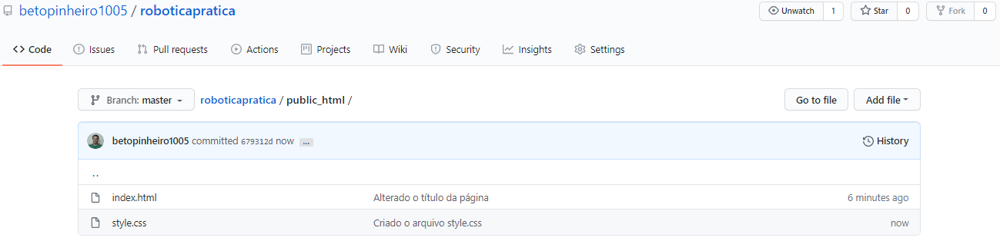 betopinheiro1005 / roboticapratica Unwatch 1 Star 0 Fork 0
Code Issues Pull requests Actions Projects Wiki Security Insights Settings
Branch: master roboticapratica / public_html / Go to file Add file
betopinheiro1005 committed 679312d now ... History
..
index.html Alterado o título da página 6 minutes ago
style.css Criado o arquivo style.css now